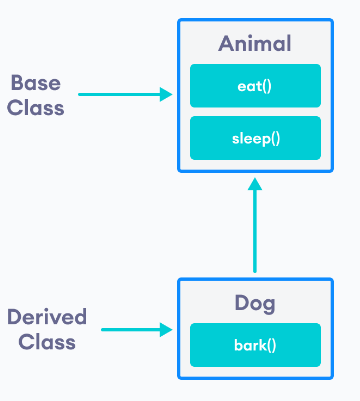 Animal
eat()
sleep()
Base
Class
Dog
bark()
Derived
Class